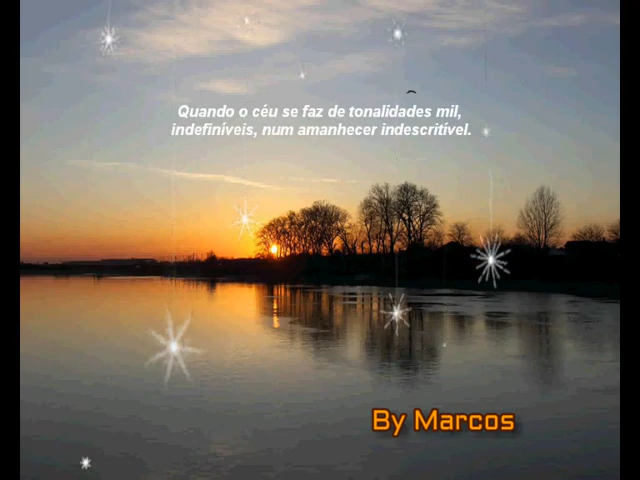 Quando o céu se faz de tonalidades mil,
indefiníveis, num amanhecer indescritível.
By Marcos